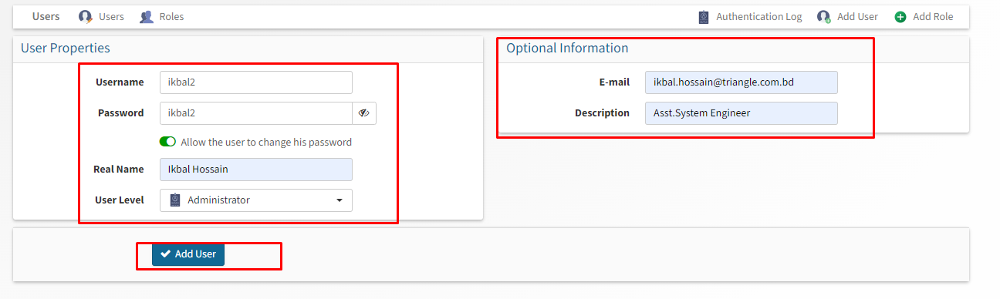 Users Users Roles Authentication Log Add User Add Role
User Properties
Username ikbal2
Password ikbal2
Allow the user to change his password
Real Name Ikbal Hossain
User Level Administrator
Optional Information
E-mail ikbal.hossain@triangle.com.bd
Description Asst.System Engineer
Add User